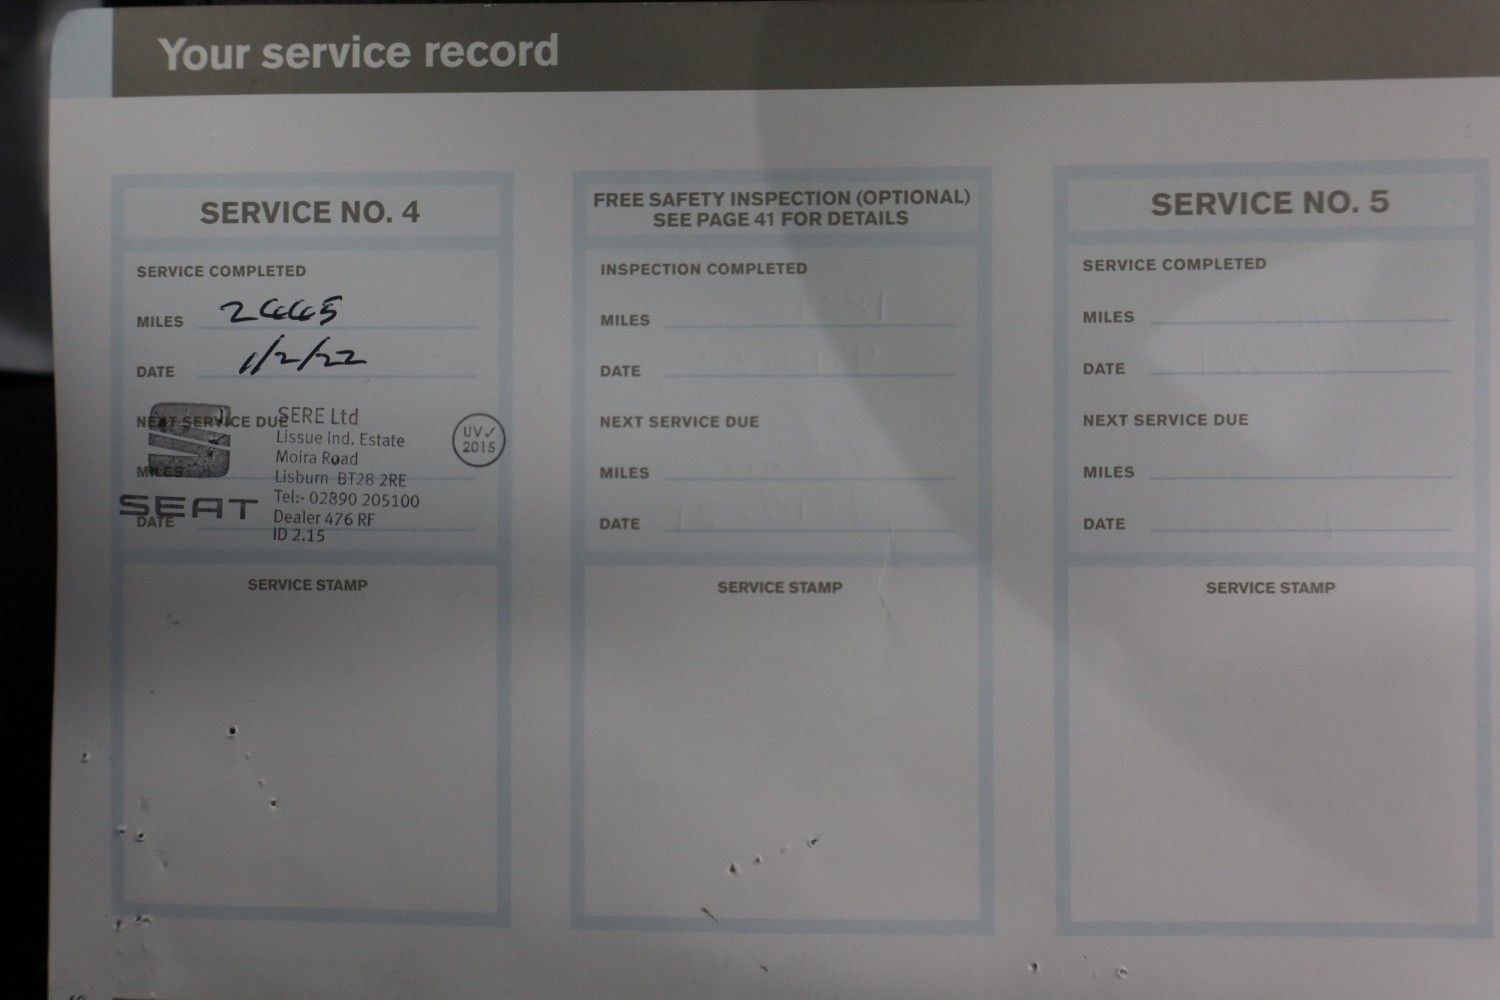 Your service record
SERVICE NO. 4
SERVICE COMPLETED
MILES
DATE 1/2/22
NEXT SERVICE DUE
MILES
DATE
SEAT
SERE Ltd
Lissue Ind. Estate
Moira Road
Lisburn BT28 2RE
Tel:- 02890 205100
Dealer 476 RF
ID 2.15
UV✓
2015
SERVICE STAMP
FREE SAFETY INSPECTION (OPTIONAL)
SEE PAGE 41 FOR DETAILS
INSPECTION COMPLETED
MILES
DATE
NEXT SERVICE DUE
MILES
DATE
SERVICE STAMP
SERVICE NO. 5
SERVICE COMPLETED
MILES
DATE
NEXT SERVICE DUE
MILES
DATE
SERVICE STAMP